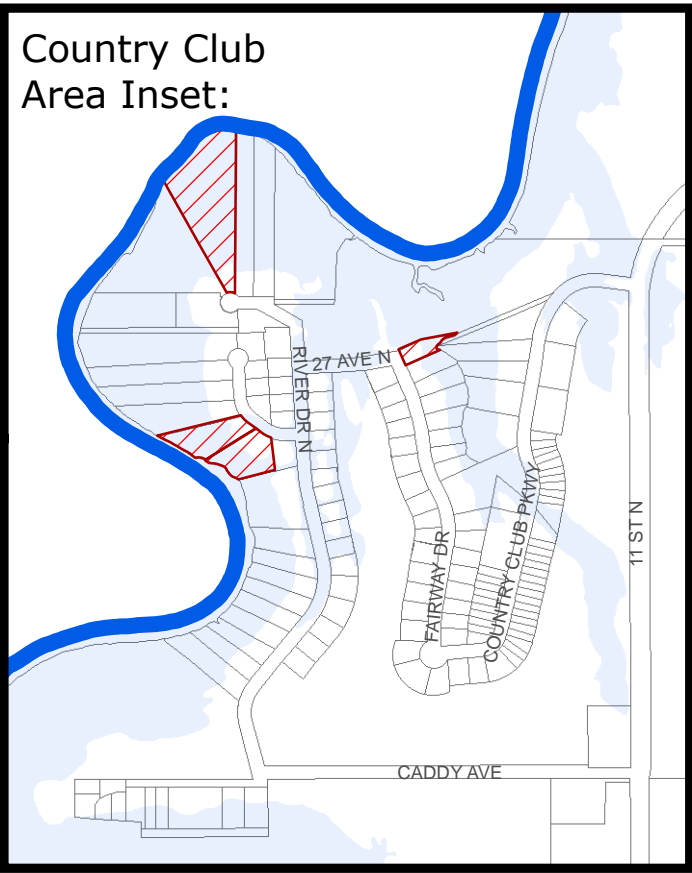 Country Club
Area Inset:
27 AVE N
RIVER DR N
FAIRWAY DR
COUNTRY CLUB PKWY
11 ST N
CADDY AVE